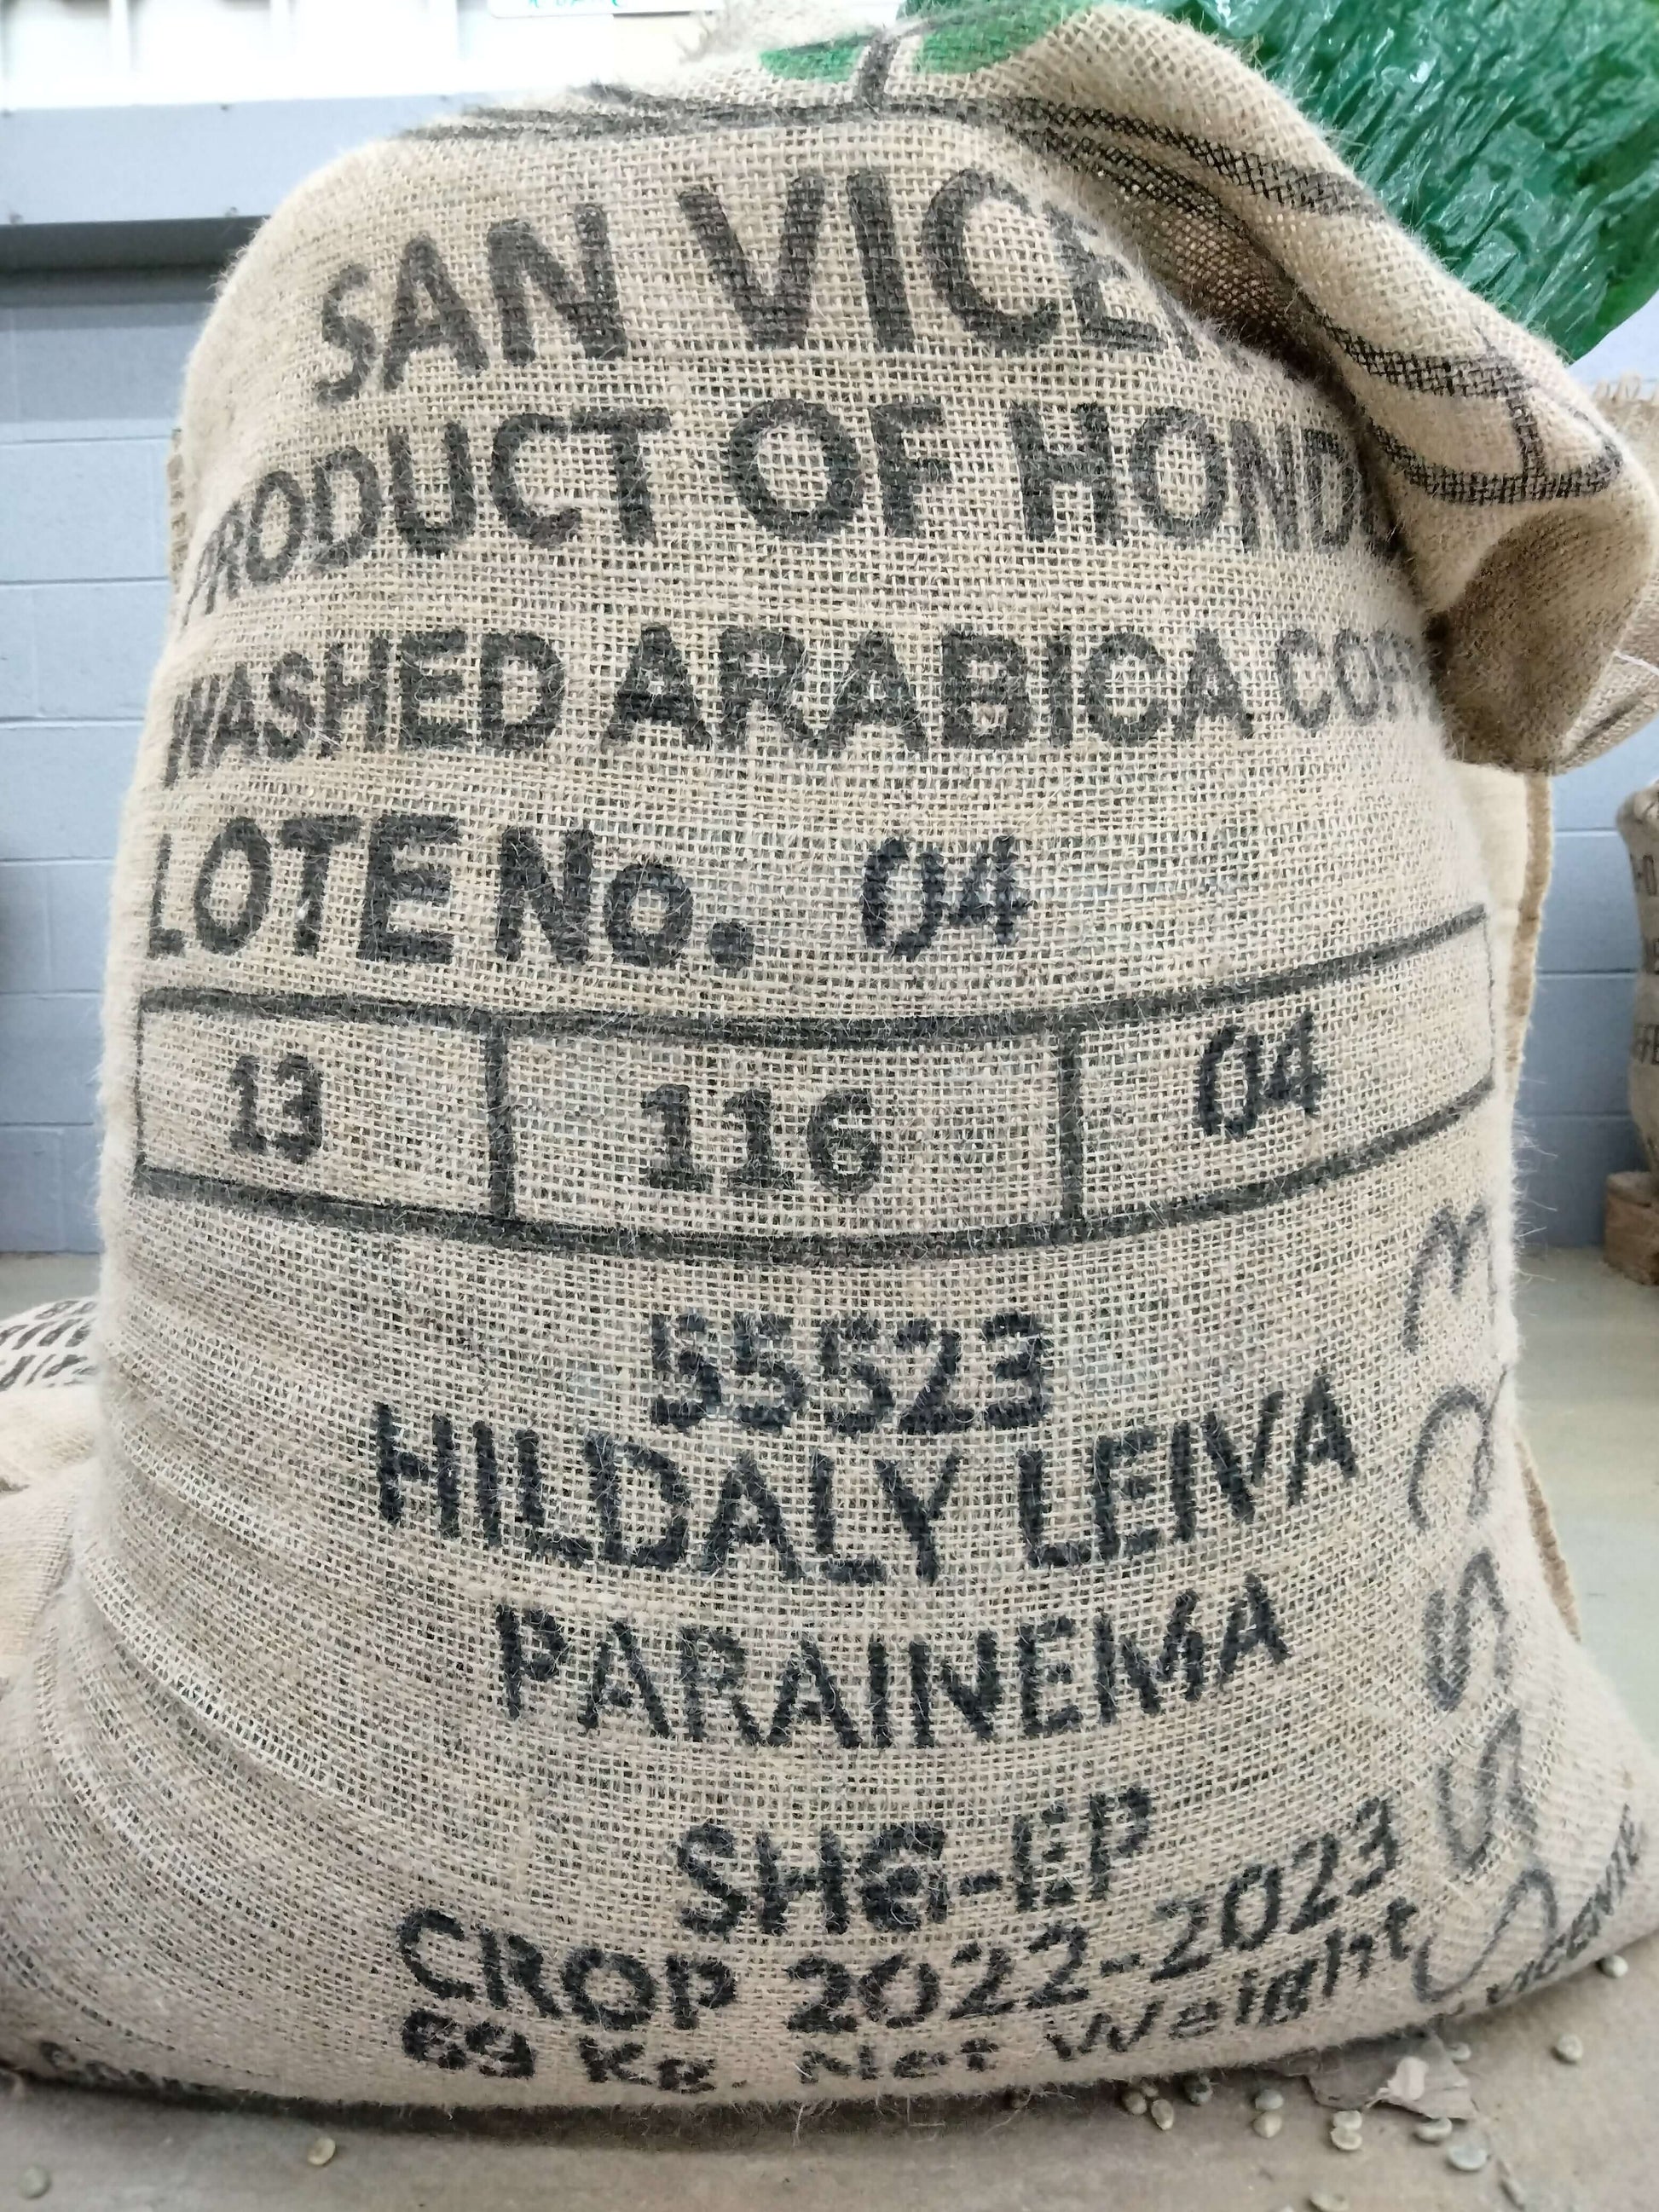 SAN VICE
PRODUCT OF HOND
WASHED ARABICA COF
LOTE No. 04
13 116 04
55523
HILDALY LEIVA
PARAINEMA
SHG-EP
CROP 2022-2023
69 Kg. Net Weight